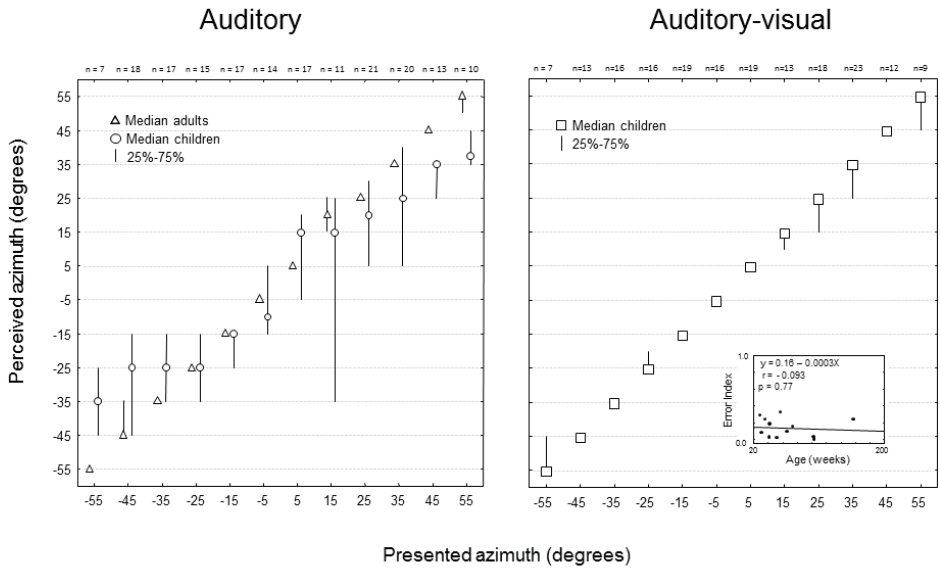 Auditory
Auditory-visual
n = 7 n = 18 n = 17 n = 15 n = 17 n = 14 n = 17 n = 11 n = 21 n = 20 n = 13 n = 10
n= 7 n=13 n=16 n=16 n=19 n=16 n=19 n=13 n=18 n=23 n=12 n=9
Perceived azimuth (degrees)
55
45
35
25
15
5
-5
-15
-25
-35
-45
-55
Median adults
Median children
25%-75%
Median children
25%-75%
y = 0.16 – 0.0003X
r = - 0.093
p = 0.77
Error Index
1.0
0.0
20 200
Age (weeks)
-55 -45 -35 -25 -15 -5 5 15 25 35 45 55
-55 -45 -35 -25 -15 -5 5 15 25 35 45 55
Presented azimuth (degrees)